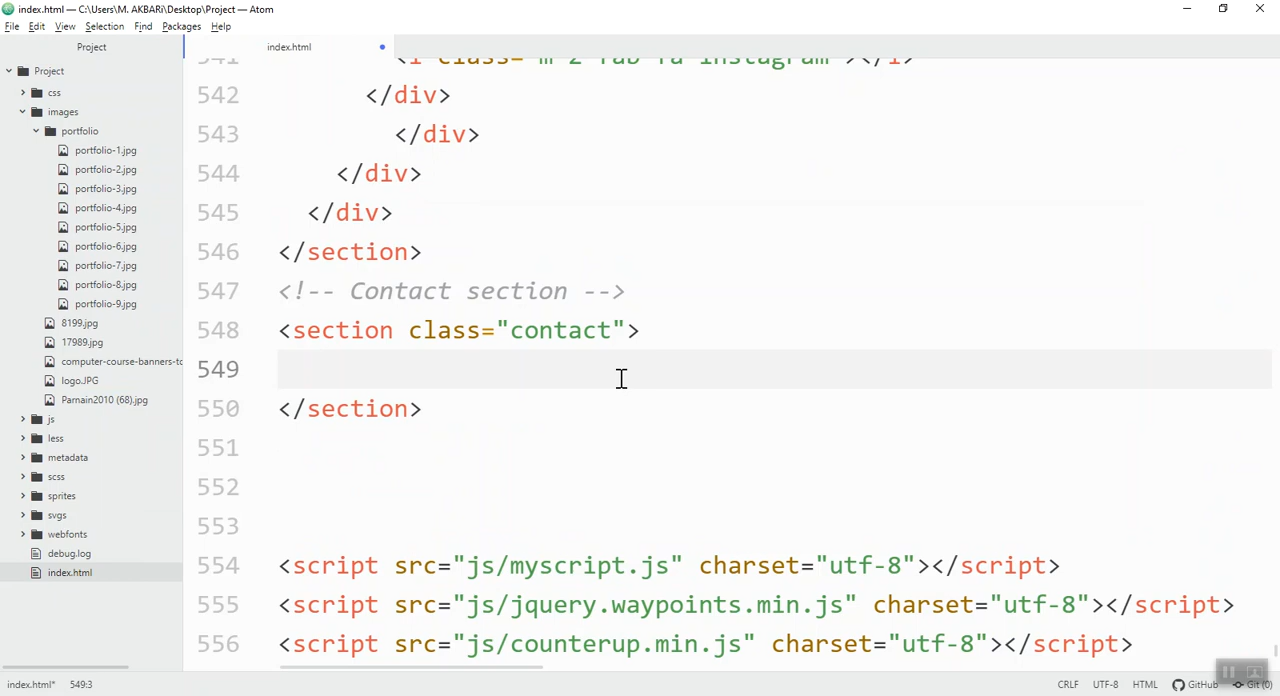 index.html — C:\Users\M. AKBARi\Desktop\Project — Atom
File Edit View Selection Find Packages Help
Project
index.html
Project
css
images
portfolio
portfolio-1.jpg
portfolio-2.jpg
portfolio-3.jpg
portfolio-4.jpg
portfolio-5.jpg
portfolio-6.jpg
portfolio-7.jpg
portfolio-8.jpg
portfolio-9.jpg
8199.jpg
17989.jpg
computer-course-banners-to
logo.JPG
Parnain2010 (68).jpg
js
less
metadata
scss
sprites
svgs
webfonts
debug.log
index.html
541 <i class="m-2 fab fa-instagram"></i>
542 </div>
543 </div>
544 </div>
545 </div>
546 </section>
547 <!-- Contact section -->
548 <section class="contact">
549
550 </section>
551
552
553
554 <script src="js/myscript.js" charset="utf-8"></script>
555 <script src="js/jquery.waypoints.min.js" charset="utf-8"></script>
556 <script src="js/counterup.min.js" charset="utf-8"></script>
index.html* 549:3 CRLF UTF-8 HTML GitHub Git (0)